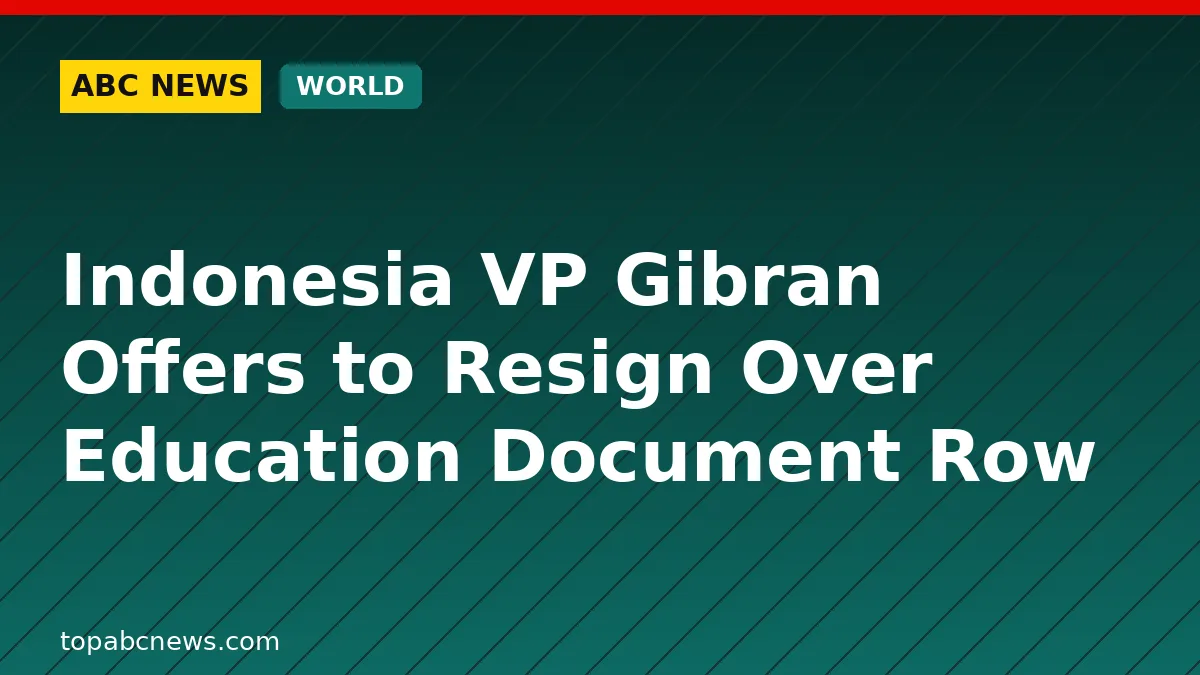 ABC NEWS WORLD
Indonesia VP Gibran
Offers to Resign Over
Education Document Row
topabcnews.com